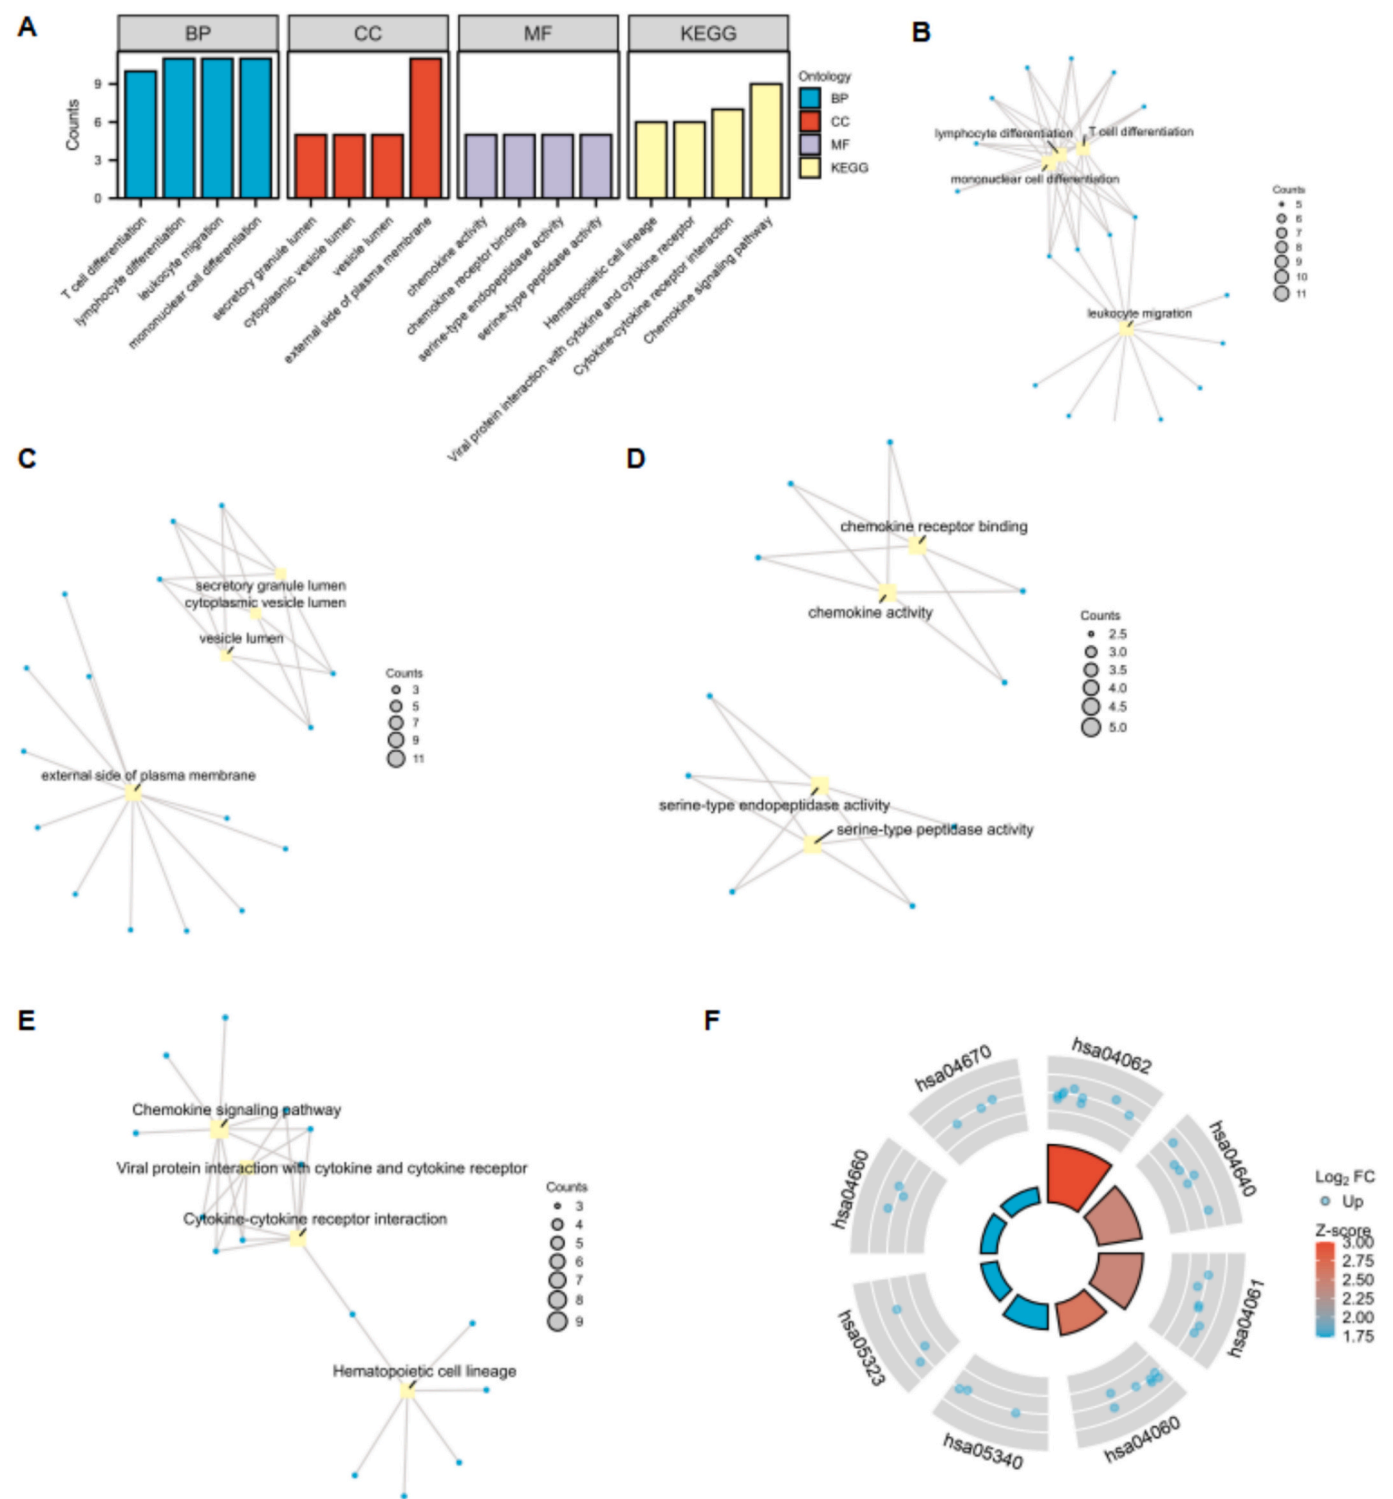 A
BP
CC
MF
KEGG
Counts
9
6
3
0
T cell differentiation
lymphocyte differentiation
leukocyte migration
mononuclear cell differentiation
secretory granule lumen
cytoplasmic vesicle lumen
vesicle lumen
external side of plasma membrane
chemokine activity
chemokine receptor binding
serine-type endopeptidase activity
serine-type peptidase activity
Hematopoietic cell lineage
Viral protein interaction with cytokine and cytokine receptor
Cytokine-cytokine receptor interaction
Chemokine signaling pathway
Ontology
BP
CC
MF
KEGG
B
lymphocyte differentiation
T cell differentiation
mononuclear cell differentiation
leukocyte migration
Counts
5
6
7
8
9
10
11
C
secretory granule lumen
cytoplasmic vesicle lumen
vesicle lumen
external side of plasma membrane
Counts
3
5
7
9
11
D
chemokine receptor binding
chemokine activity
serine-type endopeptidase activity
serine-type peptidase activity
Counts
2.5
3.0
3.5
4.0
4.5
5.0
E
Chemokine signaling pathway
Viral protein interaction with cytokine and cytokine receptor
Cytokine-cytokine receptor interaction
Hematopoietic cell lineage
Counts
3
4
5
6
7
8
9
F
hsa04670
hsa04062
hsa04640
hsa04061
hsa04060
hsa05340
hsa05323
hsa04660
Log2 FC
Up
Z-score
3.00
2.75
2.50
2.25
2.00
1.75